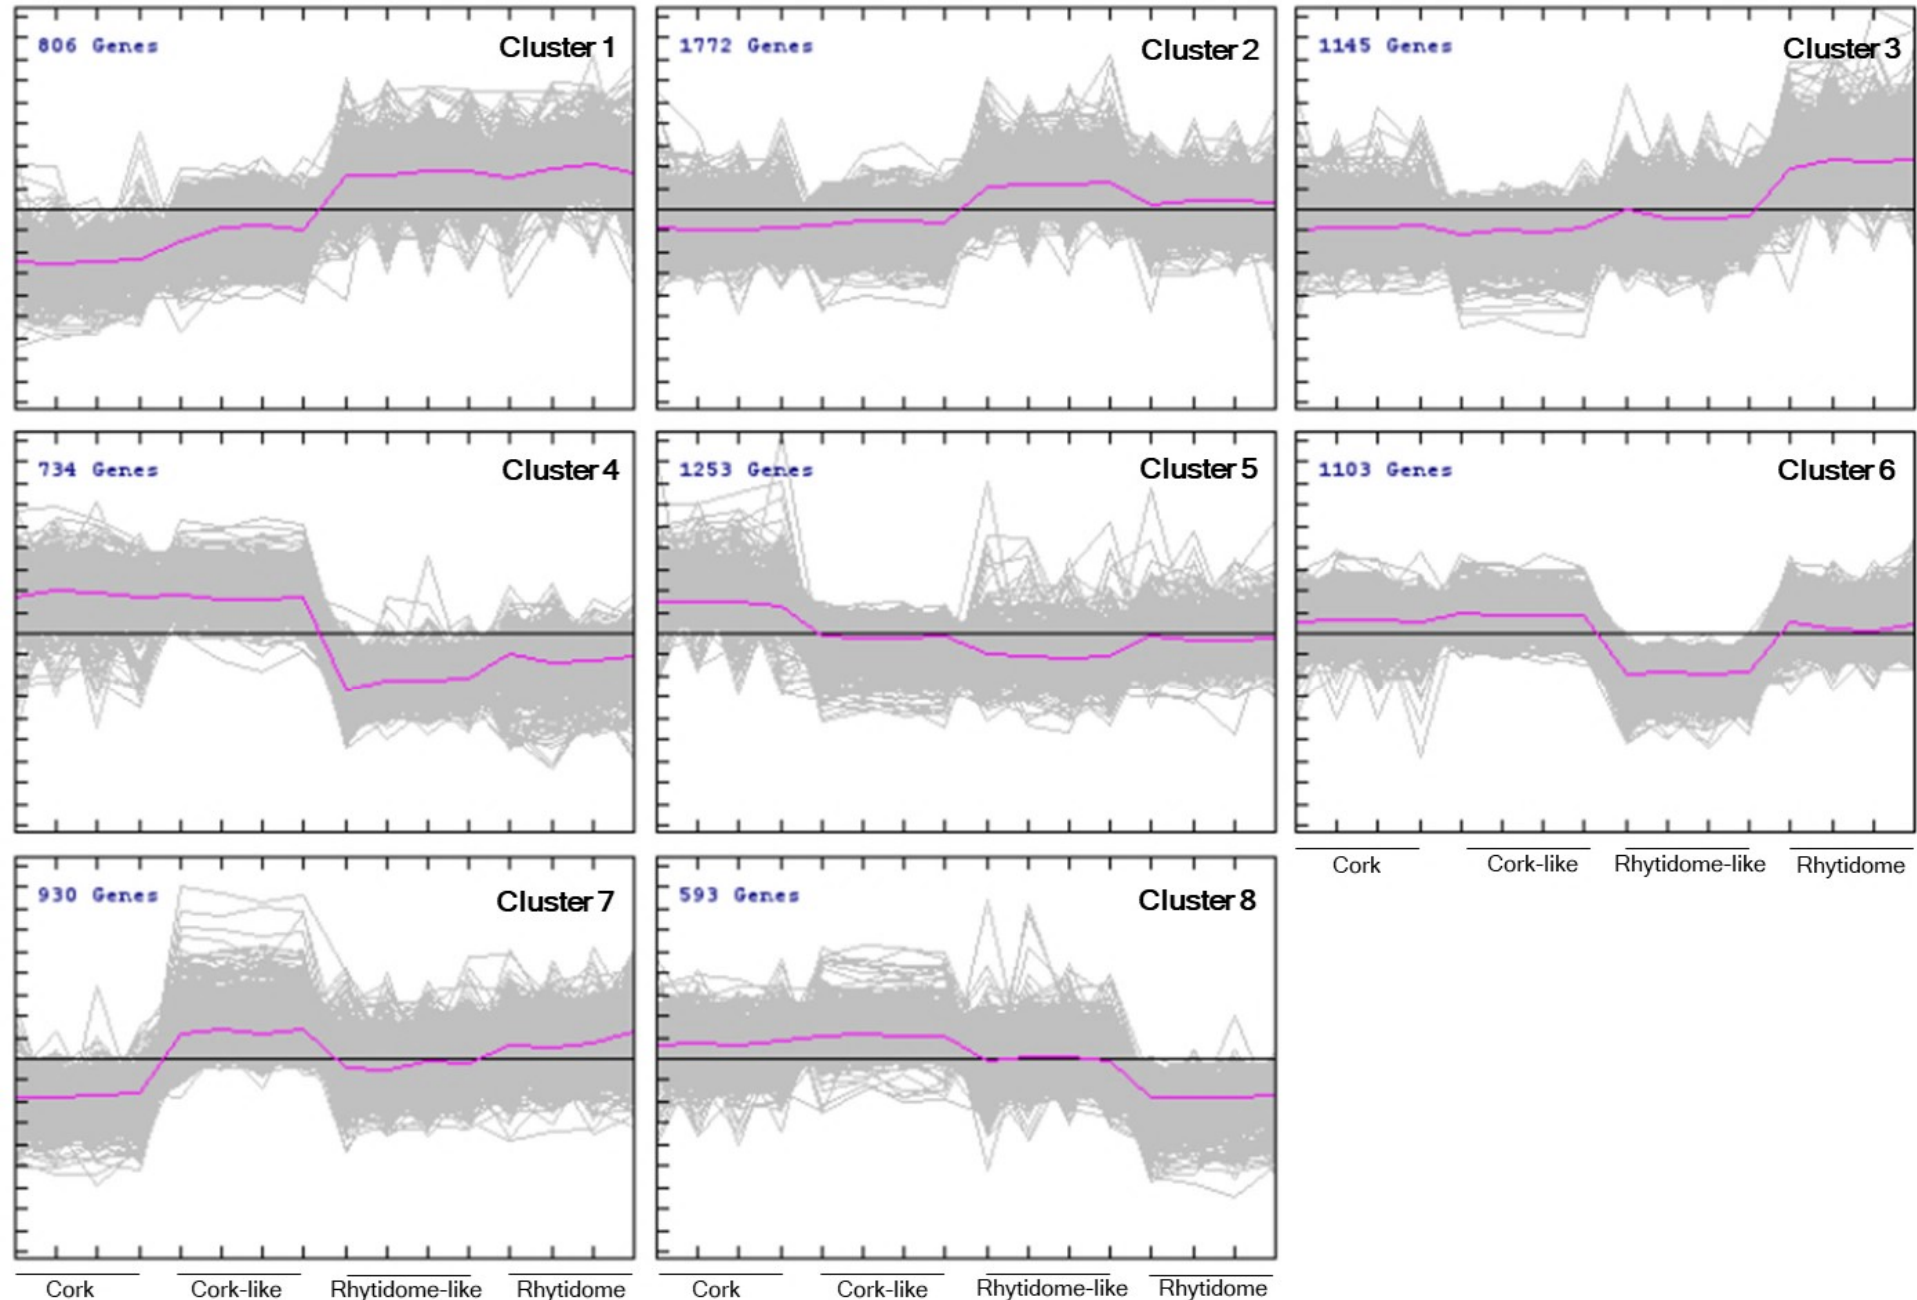 806 Genes Cluster 1
1772 Genes Cluster 2
1145 Genes Cluster 3
734 Genes Cluster 4
1253 Genes Cluster 5
1103 Genes Cluster 6
Cork Cork-like Rhytidome-like Rhytidome
930 Genes Cluster 7
593 Genes Cluster 8
Cork Cork-like Rhytidome-like Rhytidome
Cork Cork-like Rhytidome-like Rhytidome